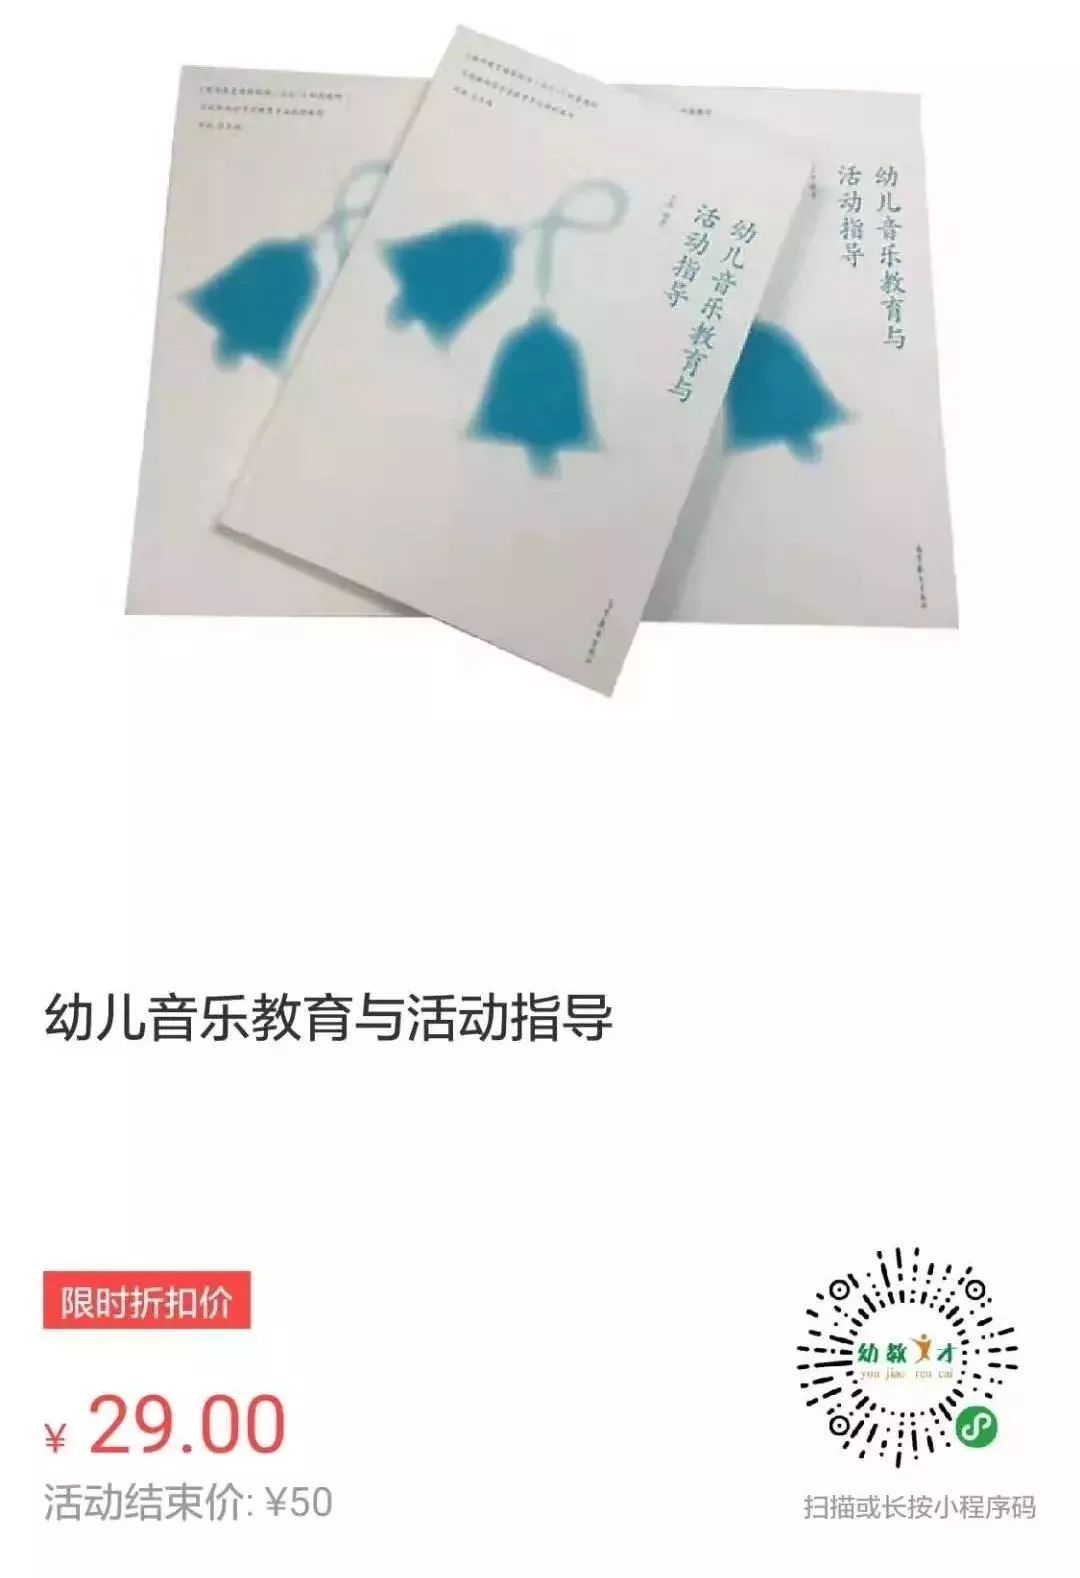 幼儿音乐教育与
活动指导
幼儿音乐教育与
活动指导
幼儿音乐教育与活动指导
限时折扣价
¥ 29.00
活动结束价: ¥50
幼教人才
you jiao ren cai
扫描或长按小程序码